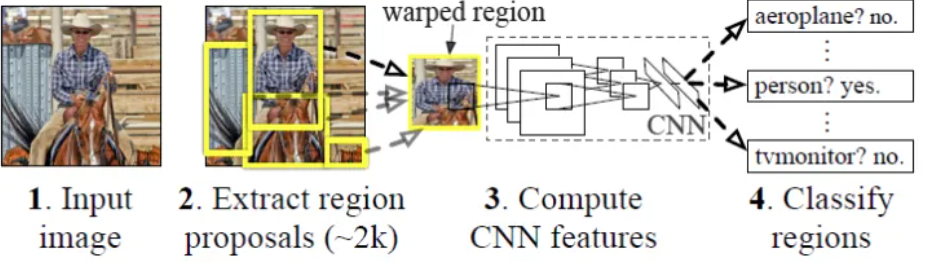 warped region
aeroplane? no.
⋮
person? yes.
⋮
tvmonitor? no.
CNN
1. Input
image
2. Extract region
proposals (~2k)
3. Compute
CNN features
4. Classify
regions